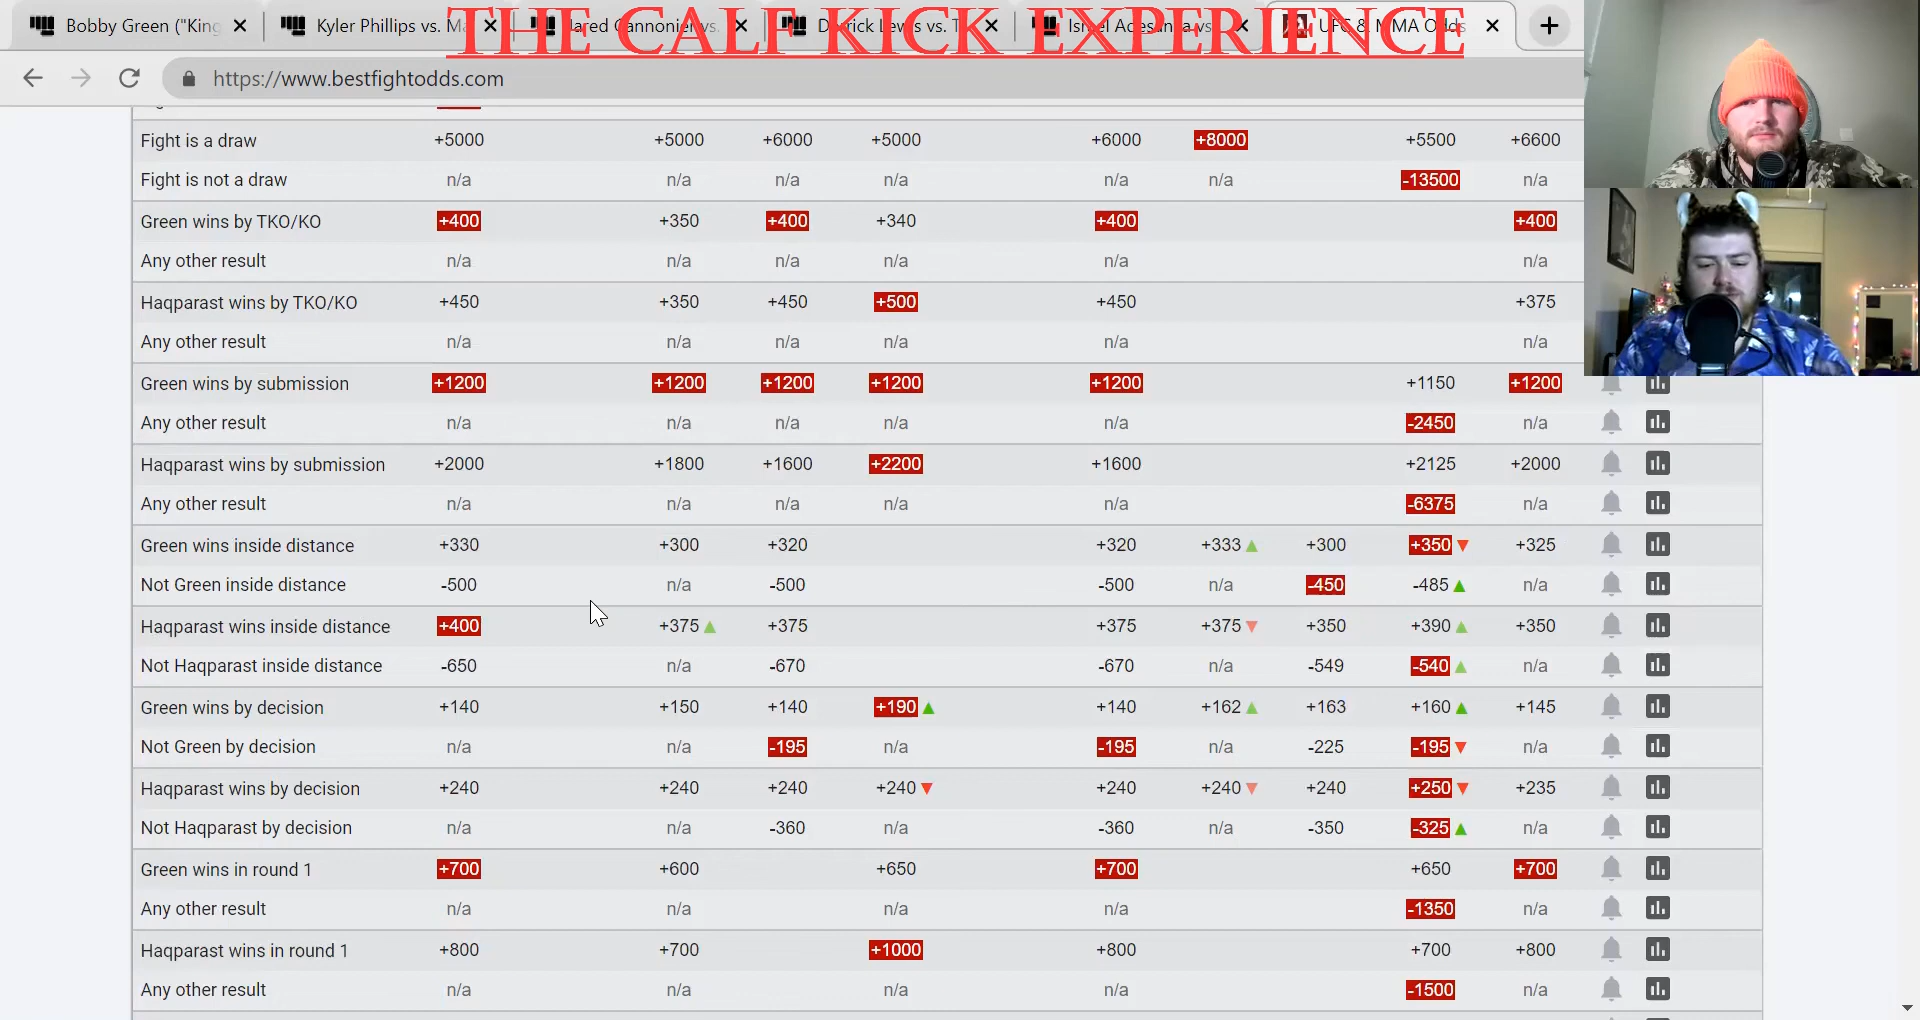 Bobby Green ("King
Kyler Phillips vs. Ma
Jared Cannonier vs.
Derrick Lewis vs. T
Israel Adesanya vs.
UFC & MMA Odds
THE CALF KICK EXPERIENCE
https://www.bestfightodds.com
Fight is a draw +5000 +5000 +6000 +5000 +6000 +8000 +5500 +6600
Fight is not a draw n/a n/a n/a n/a n/a n/a -13500 n/a
Green wins by TKO/KO +400 +350 +400 +340 +400 +400
Any other result n/a n/a n/a n/a n/a n/a
Haqparast wins by TKO/KO +450 +350 +450 +500 +450 +375
Any other result n/a n/a n/a n/a n/a n/a
Green wins by submission +1200 +1200 +1200 +1200 +1200 +1150 +1200
Any other result n/a n/a n/a n/a n/a -2450 n/a
Haqparast wins by submission +2000 +1800 +1600 +2200 +1600 +2125 +2000
Any other result n/a n/a n/a n/a n/a -6375 n/a
Green wins inside distance +330 +300 +320 +320 +333 ▲ +300 +350 ▼ +325
Not Green inside distance -500 n/a -500 -500 n/a -450 -485 ▲ n/a
Haqparast wins inside distance +400 +375 ▲ +375 +375 +375 ▼ +350 +390 ▲ +350
Not Haqparast inside distance -650 n/a -670 -670 n/a -549 -540 ▲ n/a
Green wins by decision +140 +150 +140 +190 ▲ +140 +162 ▲ +163 +160 ▲ +145
Not Green by decision n/a n/a -195 n/a -195 n/a -225 -195 ▼ n/a
Haqparast wins by decision +240 +240 +240 +240 ▼ +240 +240 ▼ +240 +250 ▼ +235
Not Haqparast by decision n/a n/a -360 n/a -360 n/a -350 -325 ▲ n/a
Green wins in round 1 +700 +600 +650 +700 +650 +700
Any other result n/a n/a n/a n/a -1350 n/a
Haqparast wins in round 1 +800 +700 +1000 +800 +700 +800
Any other result n/a n/a n/a n/a -1500 n/a